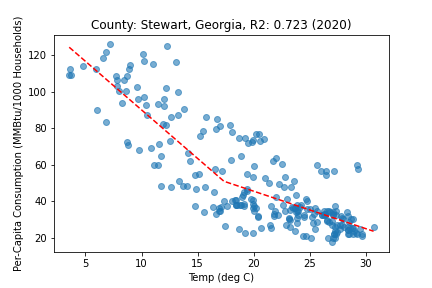 County: Stewart, Georgia, R2: 0.723 (2020)
Per-Capita Consumption (MMBtu/1000 Households)
120
100
80
60
40
20
5 10 15 20 25 30
Temp (deg C)